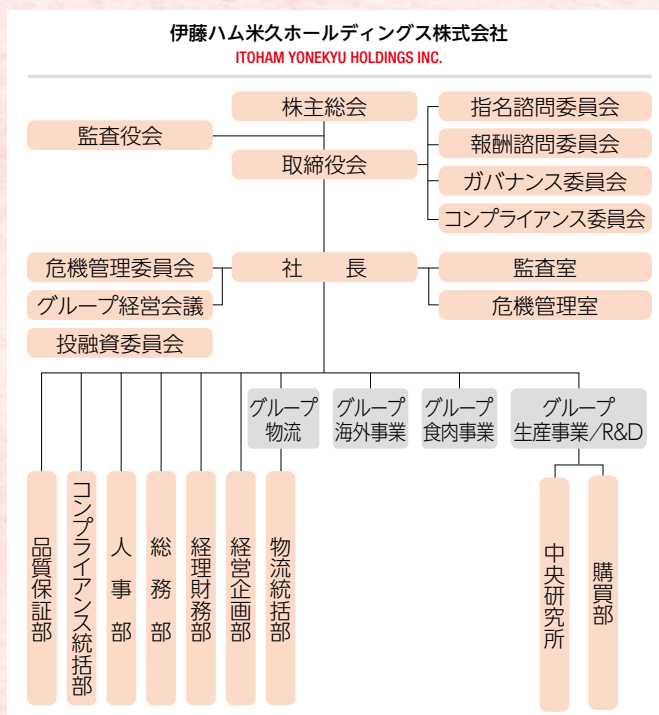 伊藤ハム米久ホールディングス株式会社
ITOHAM YONEKYU HOLDINGS INC.
株主総会
監査役会
取締役会
指名諮問委員会
報酬諮問委員会
ガバナンス委員会
コンプライアンス委員会
危機管理委員会
グループ経営会議
投融資委員会
社 長
監査室
危機管理室
グループ
物流
グループ
海外事業
グループ
食肉事業
グループ
生産事業/R&D
品質保証部
コンプライアンス統括部
人事部
総務部
経理財務部
経営企画部
物流統括部
中央研究所
購買部